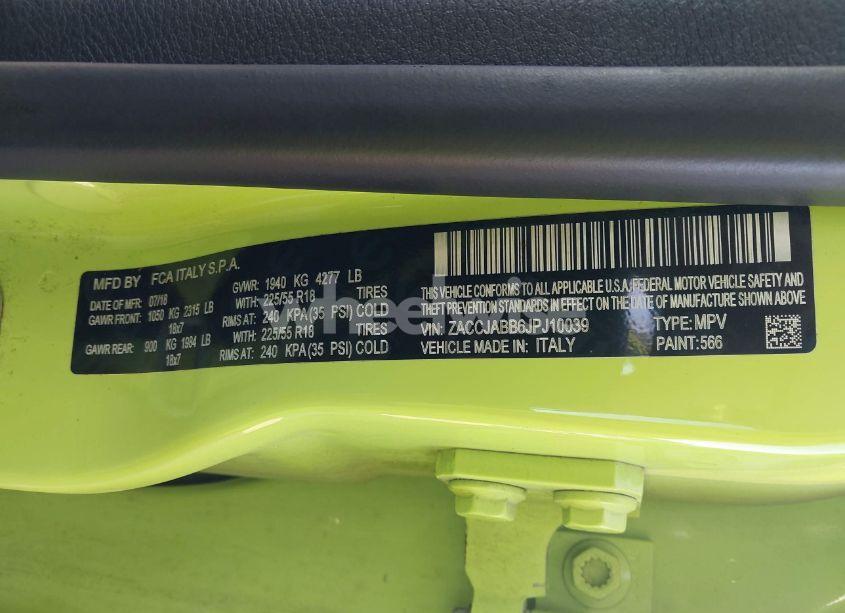 MFD BY FCA ITALY S.P.A.
DATE OF MFR: 07/18 GVWR: 1940 KG 4277 LB
GAWR FRONT: 1050 KG 2315 LB WITH: 225/55 R18 TIRES
18x7 RIMS AT: 240 KPA (35 PSI) COLD
GAWR REAR: 900 KG 1984 LB WITH: 225/55 R18 TIRES
18x7 RIMS AT: 240 KPA (35 PSI) COLD
THIS VEHICLE CONFORMS TO ALL APPLICABLE U.S.A. FEDERAL MOTOR VEHICLE SAFETY AND
THEFT PREVENTION STANDARDS IN EFFECT ON THE DATE OF MANUFACTURE SHOWN ABOVE.
VIN: ZACCJABB6JPJ10039 TYPE: MPV
VEHICLE MADE IN: ITALY PAINT: 566